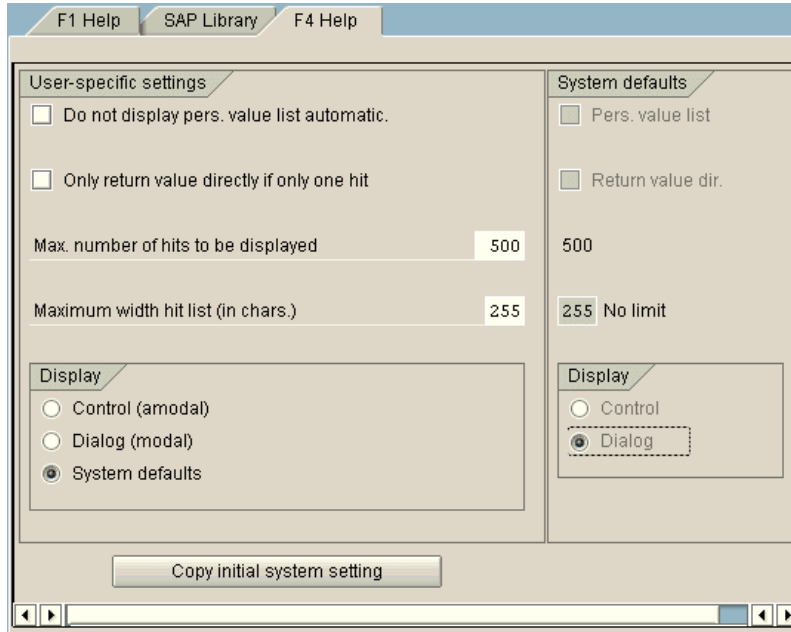 F1 Help SAP Library F4 Help
User-specific settings
Do not display pers. value list automatic.
Only return value directly if only one hit
Max. number of hits to be displayed 500
Maximum width hit list (in chars.) 255
Display
Control (amodal)
Dialog (modal)
System defaults
System defaults
Pers. value list
Return value dir.
500
255 No limit
Display
Control
Dialog
Copy initial system setting